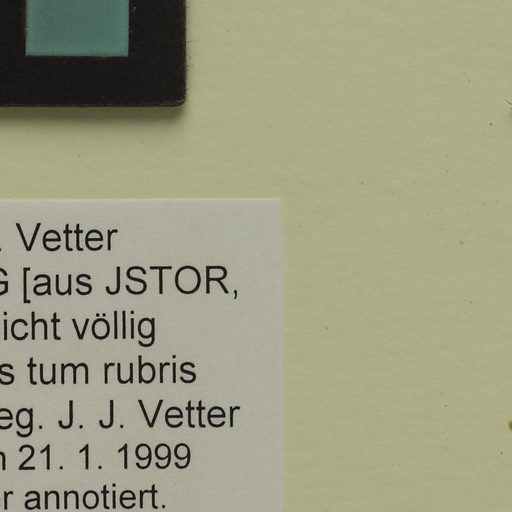 . Vetter
G [aus JSTOR,
icht völlig
s tum rubris
eg. J. J. Vetter
n 21. 1. 1999
r annotiert.